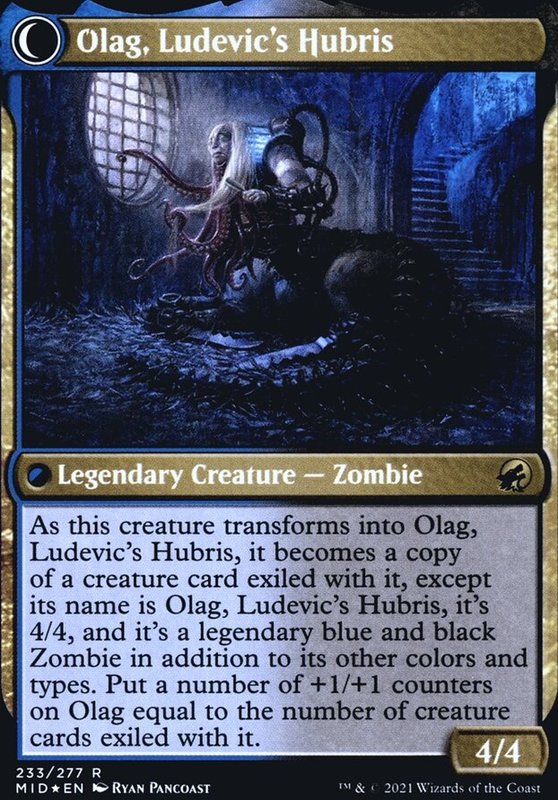 Olag, Ludevic's Hubris
Legendary Creature — Zombie
As this creature transforms into Olag,
Ludevic's Hubris, it becomes a copy
of a creature card exiled with it, except
its name is Olag, Ludevic's Hubris, it's
4/4, and it's a legendary blue and black
Zombie in addition to its other colors and
types. Put a number of +1/+1 counters
on Olag equal to the number of creature
cards exiled with it.
4/4
233/277 R
MID★EN Ryan Pancoast
™ & © 2021 Wizards of the Coast